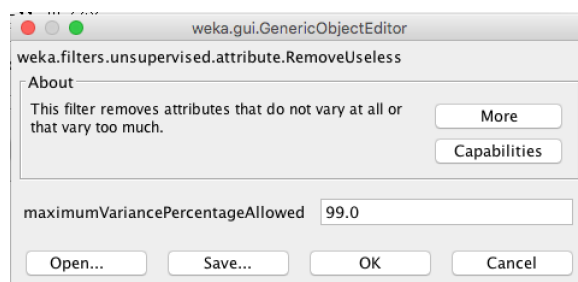 weka.gui.GenericObjectEditor
weka.filters.unsupervised.attribute.RemoveUseless
About
This filter removes attributes that do not vary at all or
that vary too much.
More
Capabilities
maximumVariancePercentageAllowed 99.0
Open... Save... OK Cancel